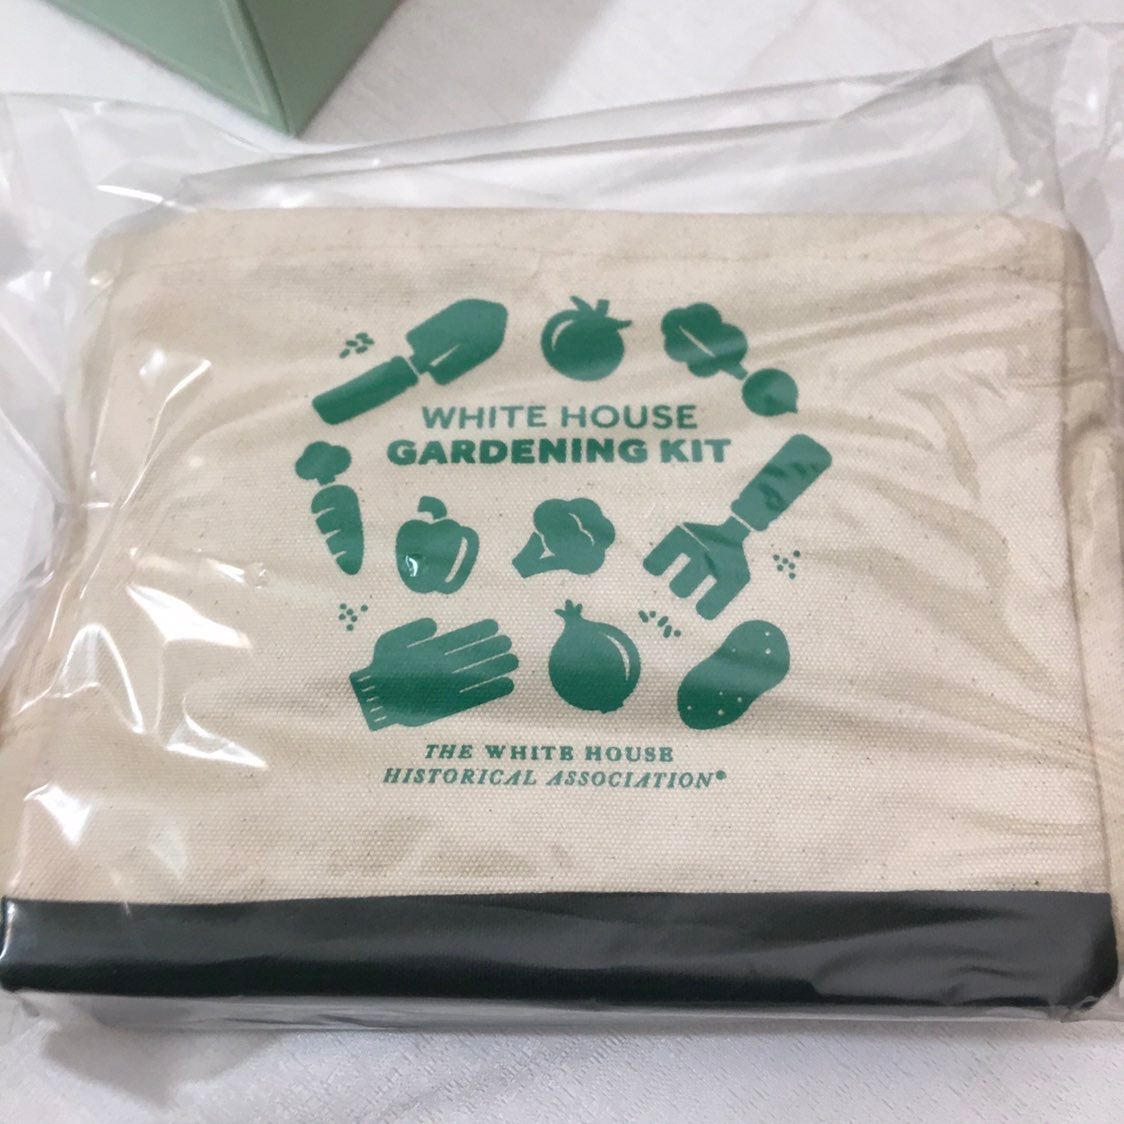 WHITE HOUSE
GARDENING KIT
THE WHITE HOUSE
HISTORICAL ASSOCIATION®